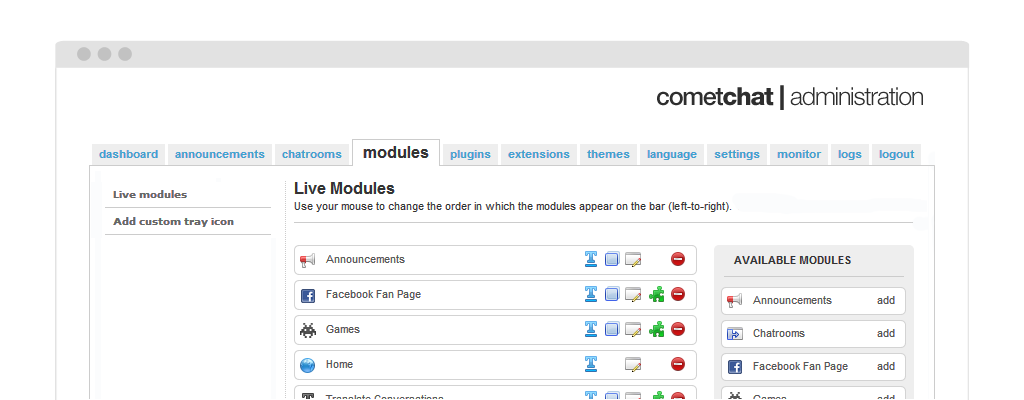 cometchat | administration
dashboard announcements chatrooms modules plugins extensions themes language settings monitor logs logout
Live modules
Add custom tray icon
Live Modules
Use your mouse to change the order in which the modules appear on the bar (left-to-right).
Announcements
Facebook Fan Page
Games
Home
Translate Conversations
AVAILABLE MODULES
Announcements add
Chatrooms add
Facebook Fan Page add
Games add